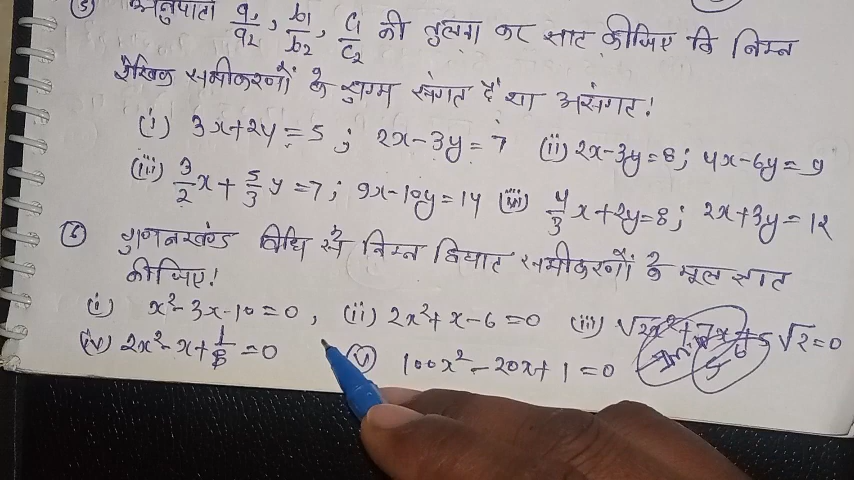 (5) अनुपातों a₁/a₂, b₁/b₂, c₁/c₂ की तुलना कर ज्ञात कीजिए कि निम्न
रैखिक समीकरणों के युग्म संगत हैं या असंगत!
(i) 3x+2y=5 ; 2x-3y=7 (ii) 2x-3y=8; 4x-6y=9
(iii) 3/2x + 5/3y=7; 9x-10y=14 4/3x+2y=8; 2x+3y=12
(6) गुणनखंड विधि से निम्न द्विघात समीकरणों के मूल ज्ञात
कीजिए!
(i) x²-3x-10=0, (ii) 2x²+x-6=0 (iii) √2x²+7x+5√2=0
(iv) 2x²-x+1/8=0 (v) 100x²-20x+1=0